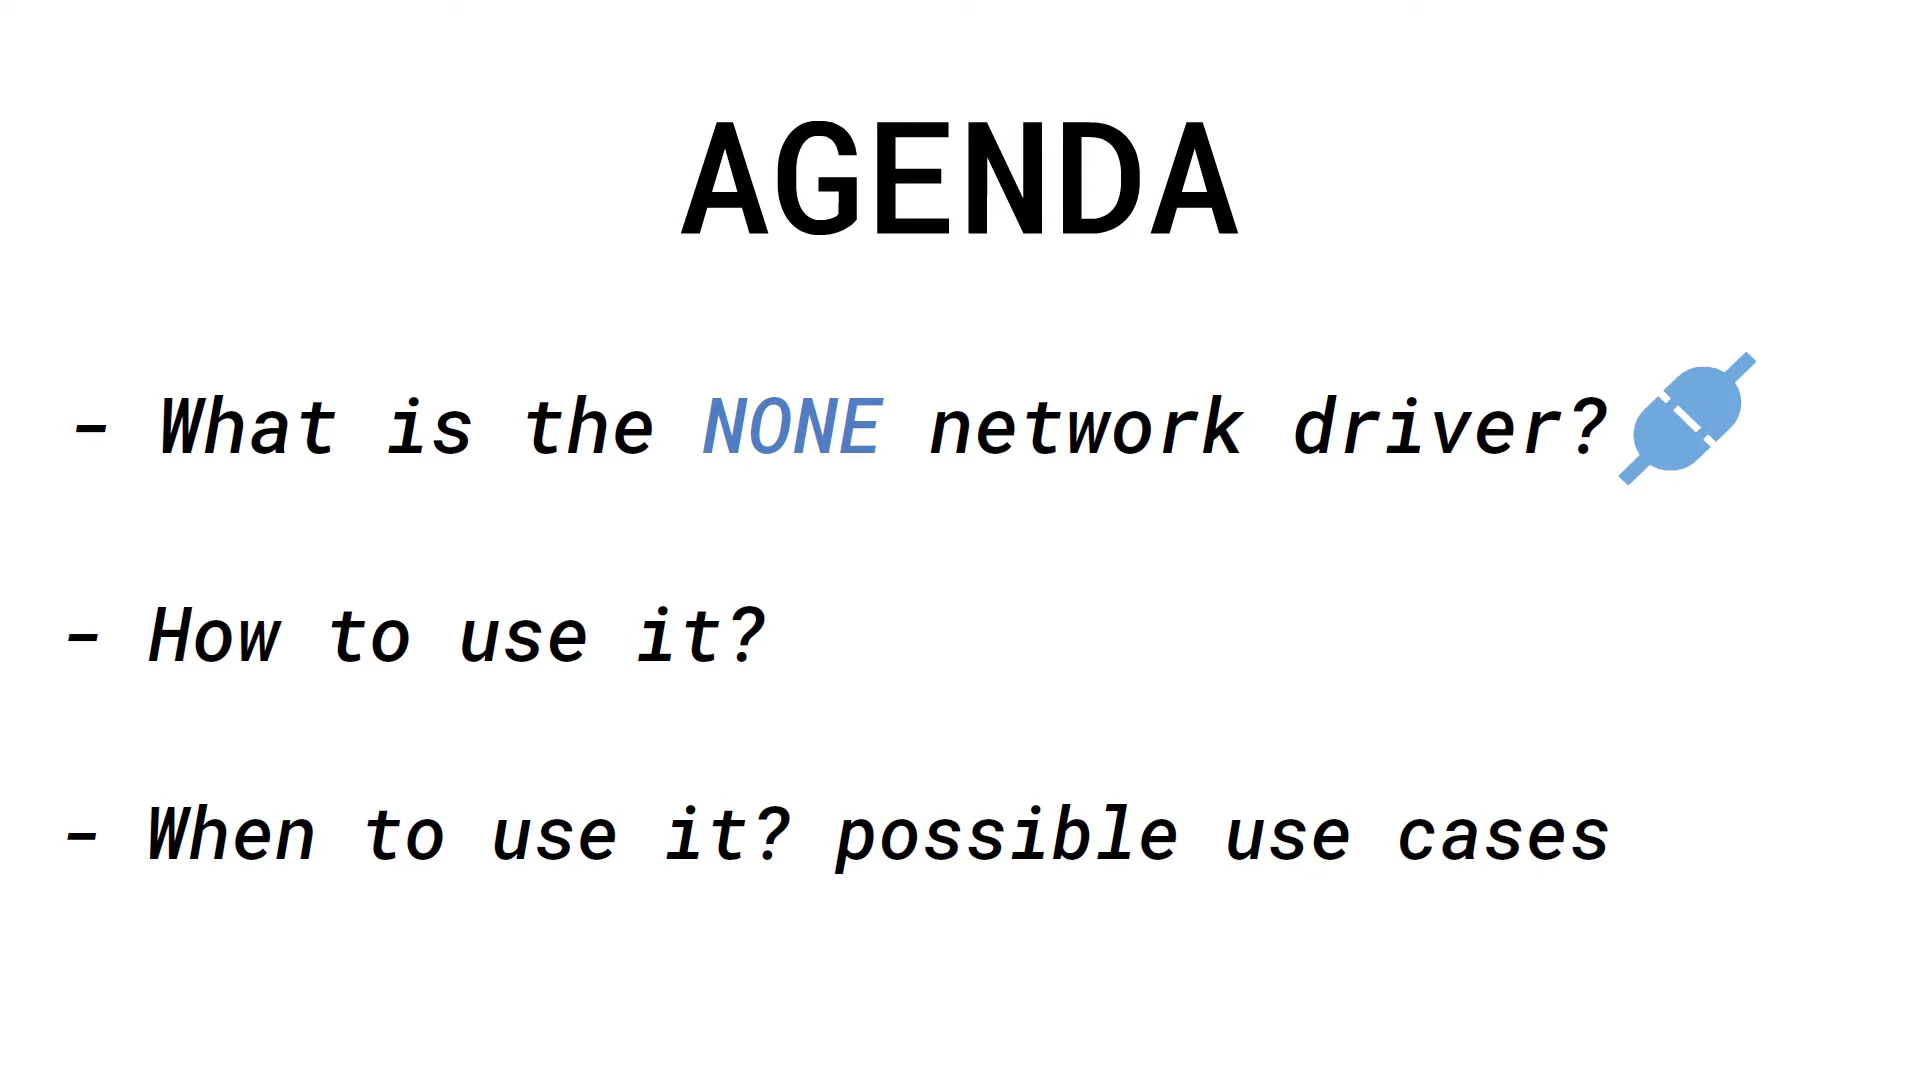 AGENDA
- What is the NONE network driver?
- How to use it?
- When to use it? possible use cases